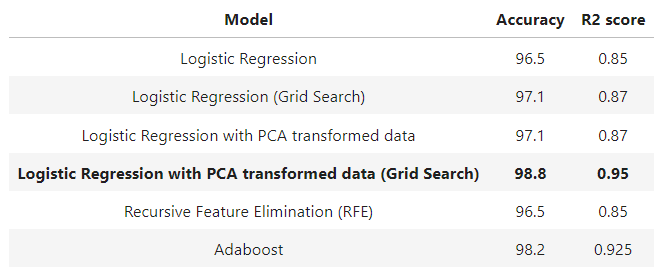 Model Accuracy R2 score
Logistic Regression 96.5 0.85
Logistic Regression (Grid Search) 97.1 0.87
Logistic Regression with PCA transformed data 97.1 0.87
Logistic Regression with PCA transformed data (Grid Search) 98.8 0.95
Recursive Feature Elimination (RFE) 96.5 0.85
Adaboost 98.2 0.925